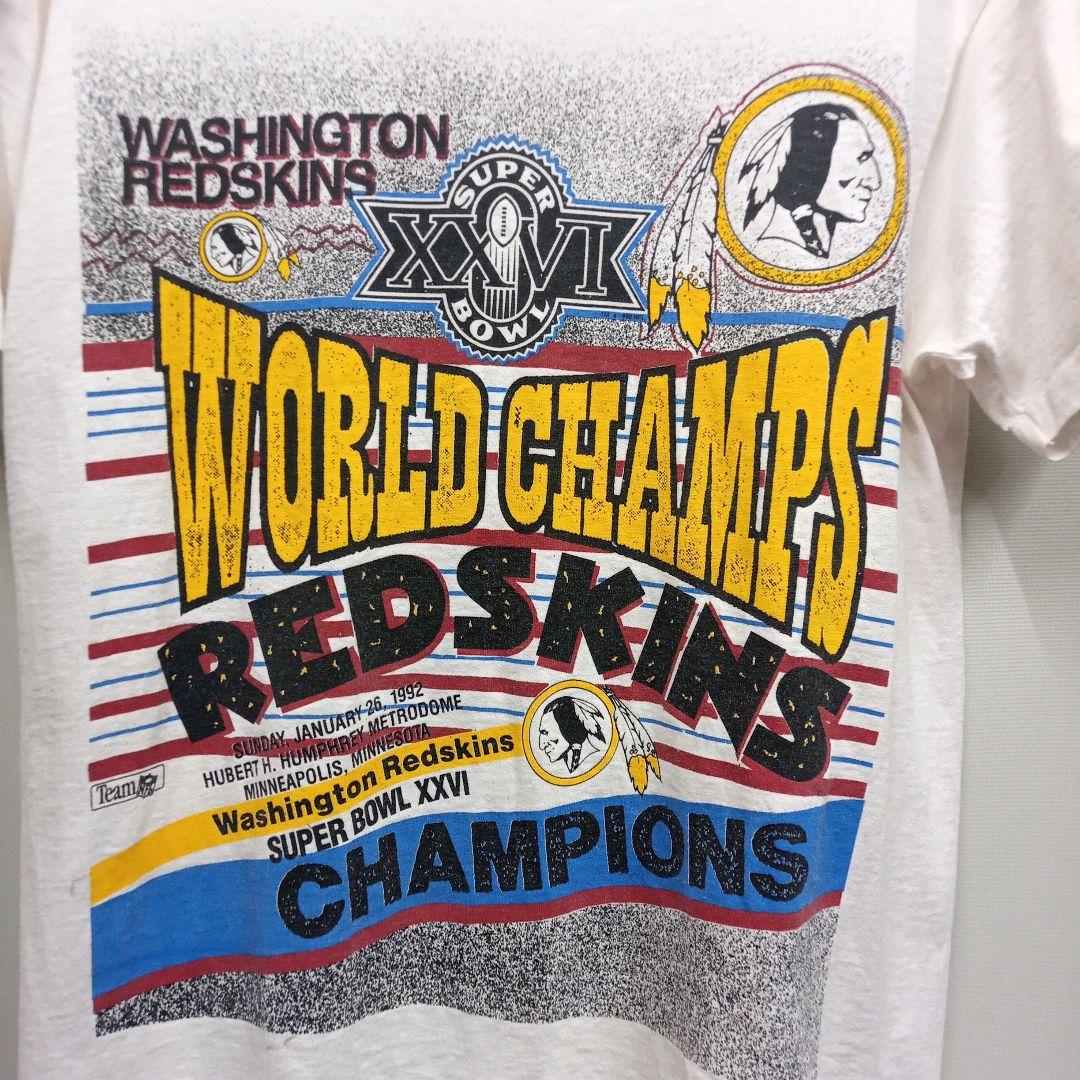 WASHINGTON
REDSKINS
SUPER
XXVI
BOWL
WORLD CHAMPS
REDSKINS
SUNDAY, JANUARY 26, 1992
HUBERT H. HUMPHREY METRODOME
MINNEAPOLIS, MINNESOTA
Team NFL
Washington Redskins
SUPER BOWL XXVI
CHAMPIONS